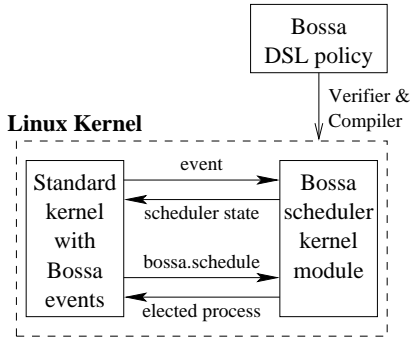 Bossa
DSL policy
Verifier &
Compiler
Linux Kernel
Standard
kernel
with
Bossa
events
event
scheduler state
bossa.schedule
elected process
Bossa
scheduler
kernel
module